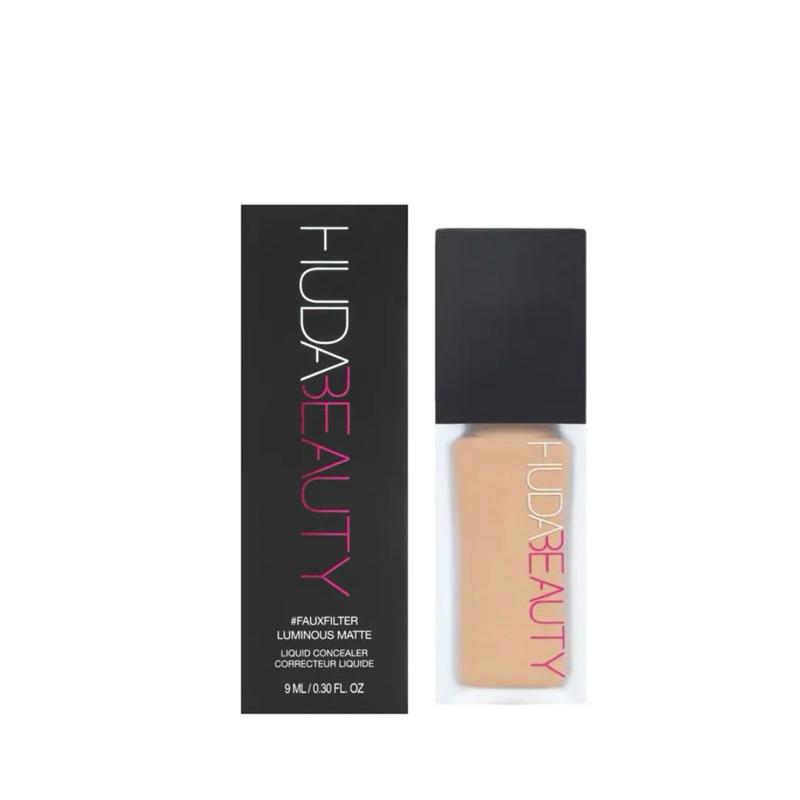 HUDABEAUTY
#FAUXFILTER
LUMINOUS MATTE
LIQUID CONCEALER
CORRECTEUR LIQUIDE
9 ML / 0.30 FL. OZ
HUDABEAUTY